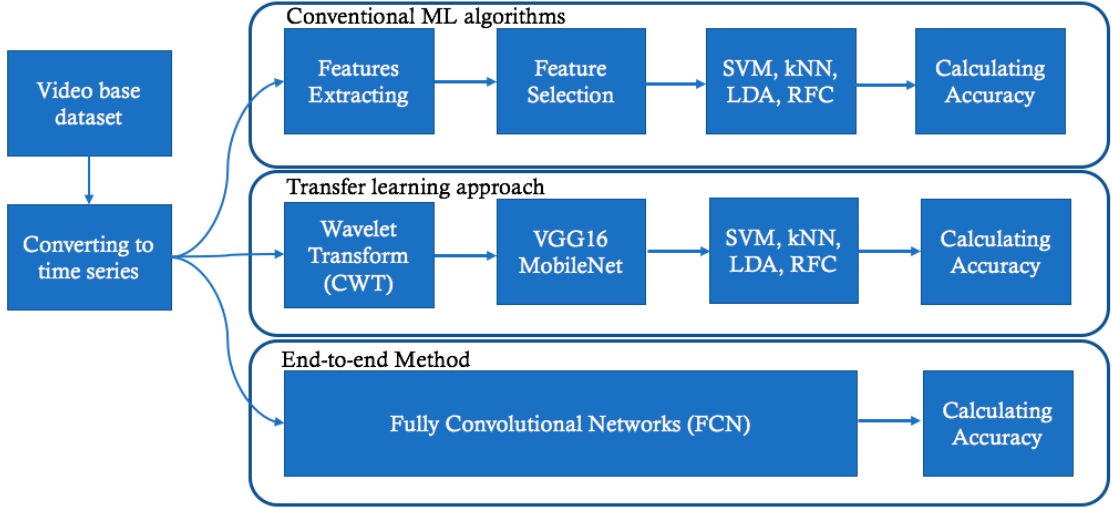 Video base
dataset
Converting to
time series
Conventional ML algorithms
Features
Extracting
Feature
Selection
SVM, kNN,
LDA, RFC
Calculating
Accuracy
Transfer learning approach
Wavelet
Transform
(CWT)
VGG16
MobileNet
SVM, kNN,
LDA, RFC
Calculating
Accuracy
End-to-end Method
Fully Convolutional Networks (FCN)
Calculating
Accuracy